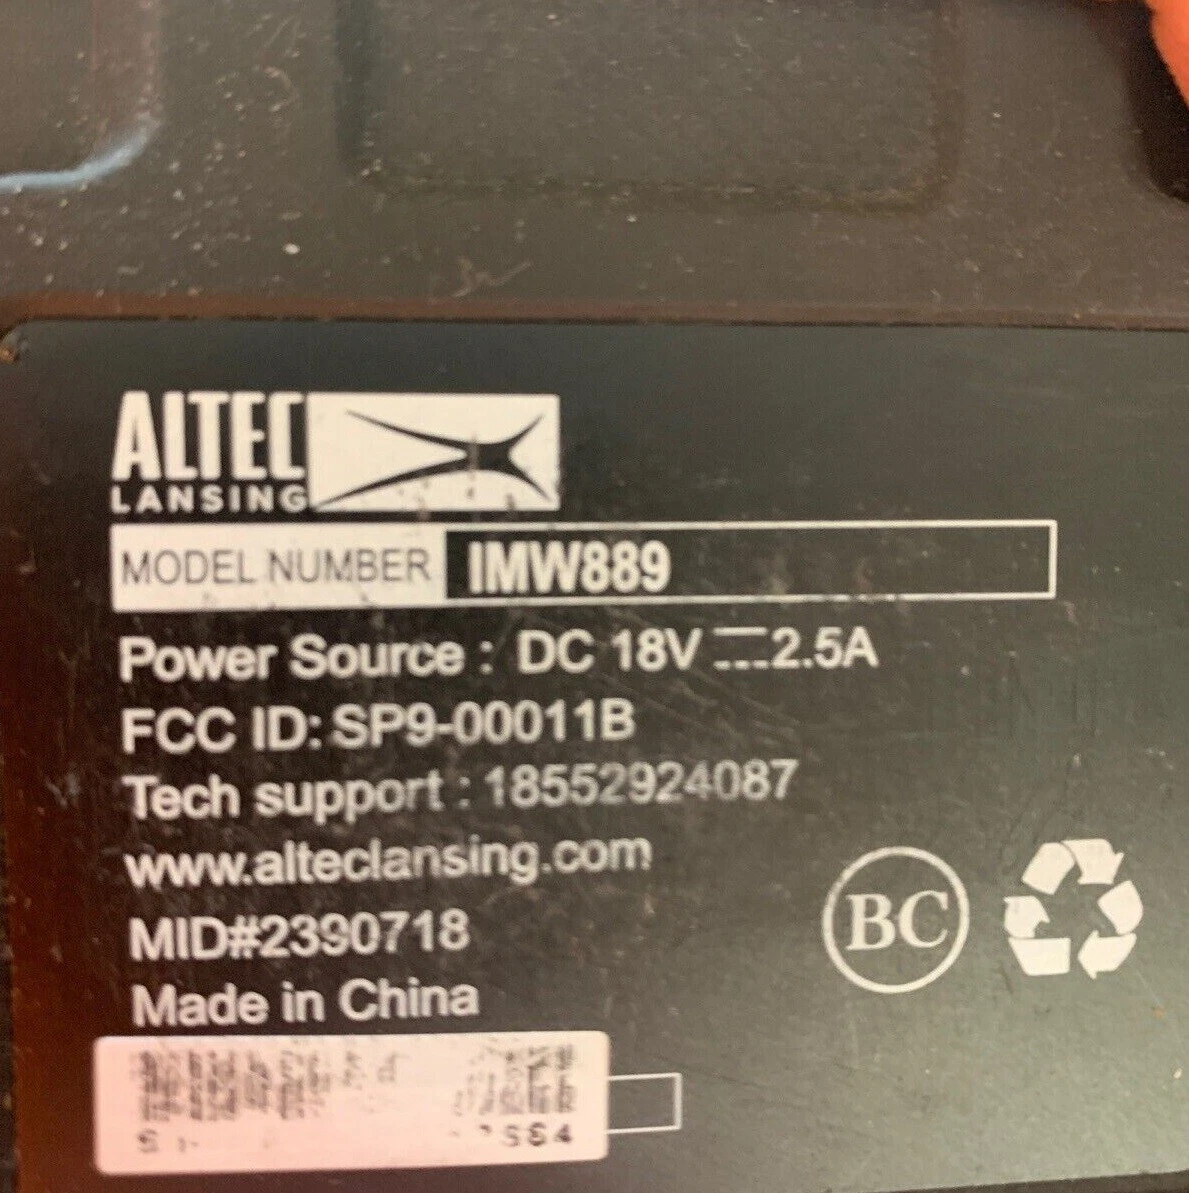 ALTEC
LANSING
MODEL NUMBER IMW889
Power Source : DC 18V ⎓ 2.5A
FCC ID: SP9-00011B
Tech support : 18552924087
www.alteclansing.com
MID#2390718
Made in China
BC